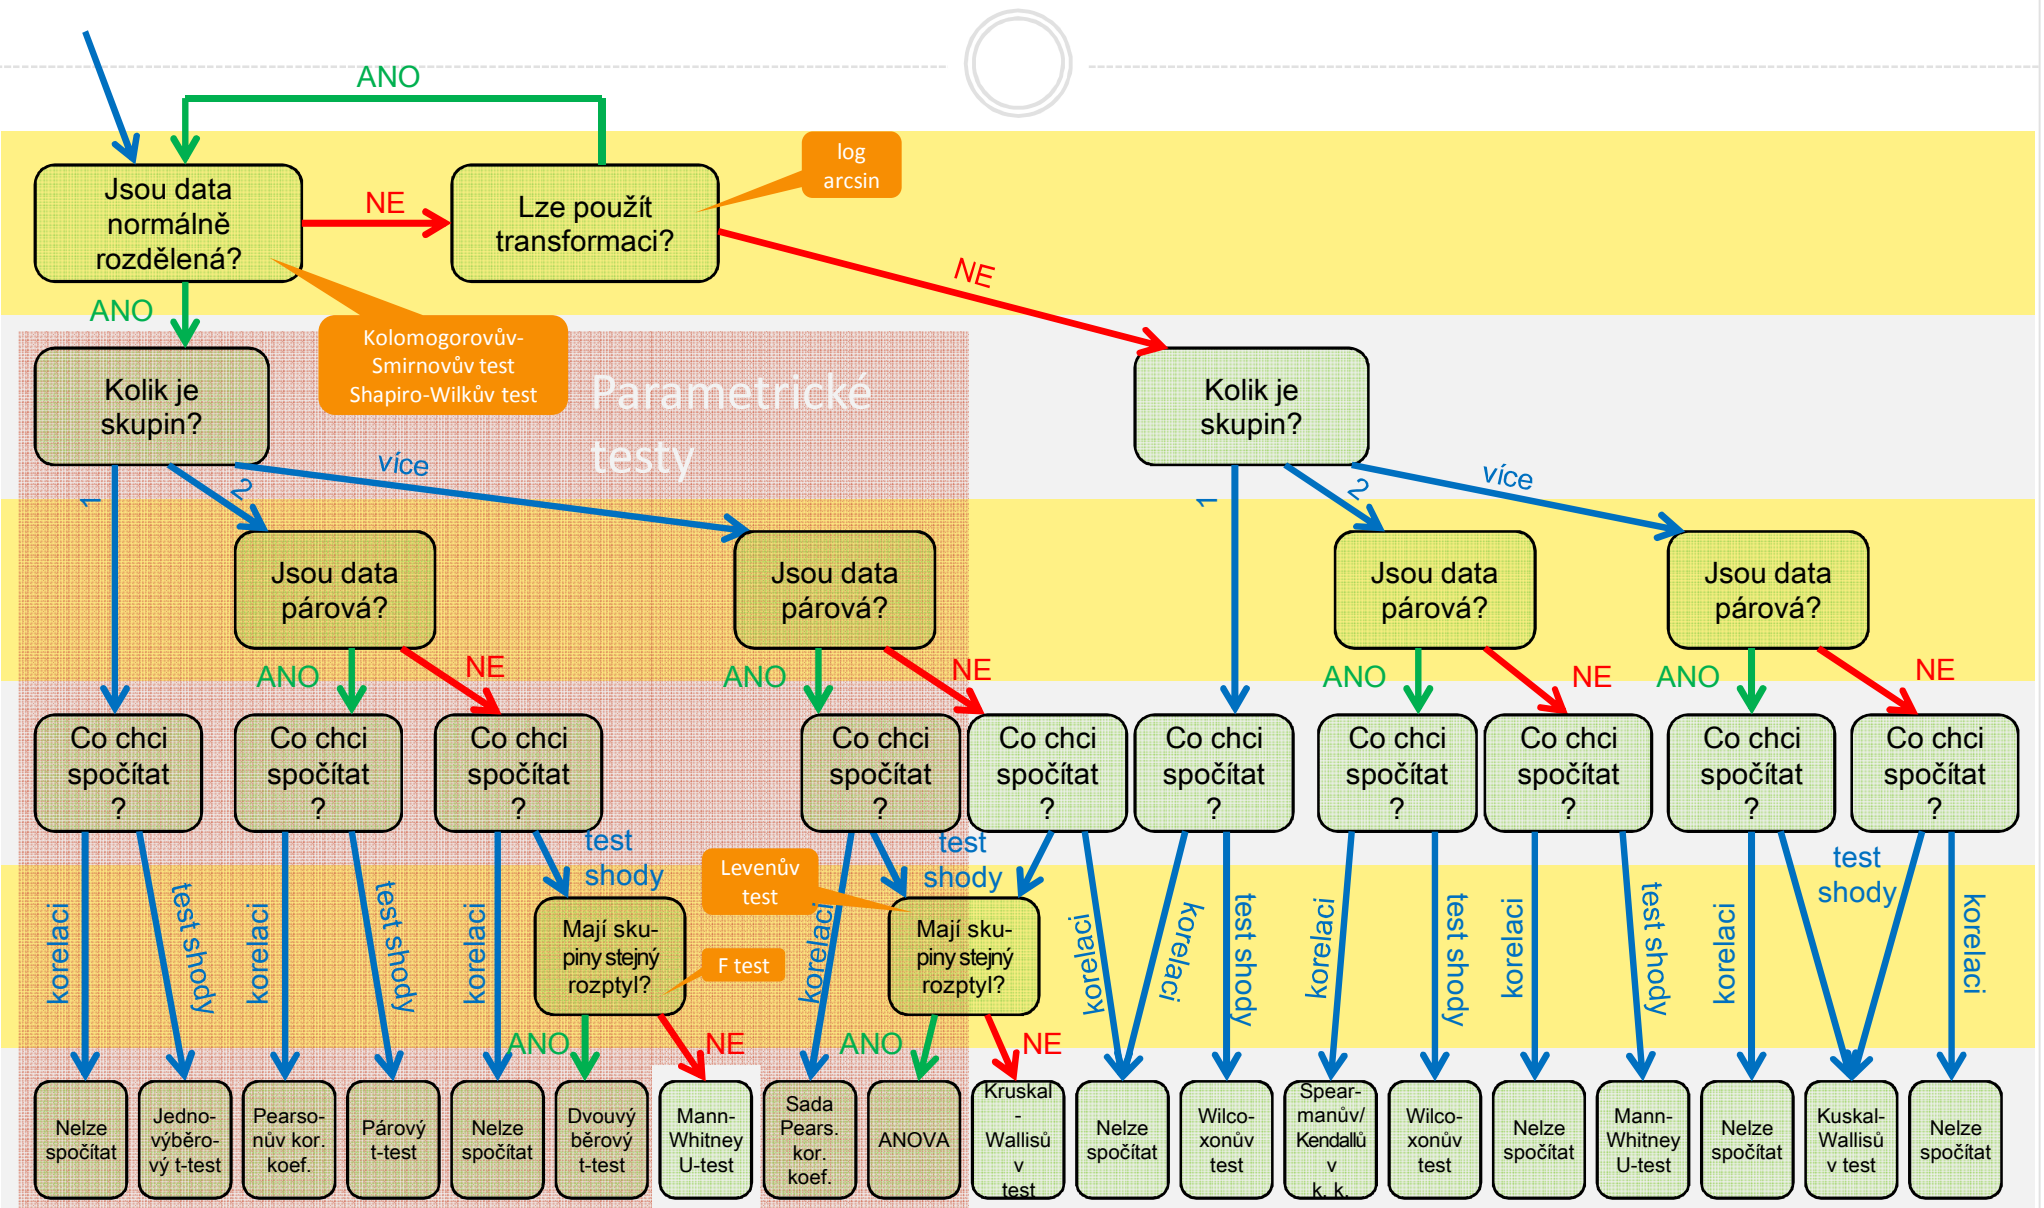 ANO
log
arcsin
Jsou data
normálně
rozdělená?
NE
Lze použít
transformaci?
NE
ANO
Kolomogorovův-
Smirnovův test
Shapiro-Wilkův test
Parametrické
testy
Kolik je
skupin?
Kolik je
skupin?
1
2
více
1
2
více
Jsou data
párová?
Jsou data
párová?
Jsou data
párová?
Jsou data
párová?
ANO
NE
ANO
NE
ANO
NE
ANO
NE
Co chci
spočítat
?
Co chci
spočítat
?
Co chci
spočítat
?
Co chci
spočítat
?
Co chci
spočítat
?
Co chci
spočítat
?
Co chci
spočítat
?
Co chci
spočítat
?
Co chci
spočítat
?
Co chci
spočítat
?
korelaci
test shody
korelaci
test shody
korelaci
test
shody
Levenův
test
korelaci
test
shody
korelaci
korelaci
test shody
korelaci
test shody
korelaci
test shody
korelaci
test
shody
korelaci
Mají sku-
piny stejný
rozptyl?
F test
Mají sku-
piny stejný
rozptyl?
ANO
NE
ANO
NE
Nelze
spočítat
Jedno-
výběro-
vý t-test
Pearso-
nův kor.
koef.
Párový
t-test
Nelze
spočítat
Dvouvý
běrový
t-test
Mann-
Whitney
U-test
Sada
Pears.
kor.
koef.
ANOVA
Kruskal
-
Wallisů
v
test
Nelze
spočítat
Wilco-
xonův
test
Spear-
manův/
Kendallů
v
k. k.
Wilco-
xonův
test
Nelze
spočítat
Mann-
Whitney
U-test
Nelze
spočítat
Kuskal-
Wallisů
v test
Nelze
spočítat